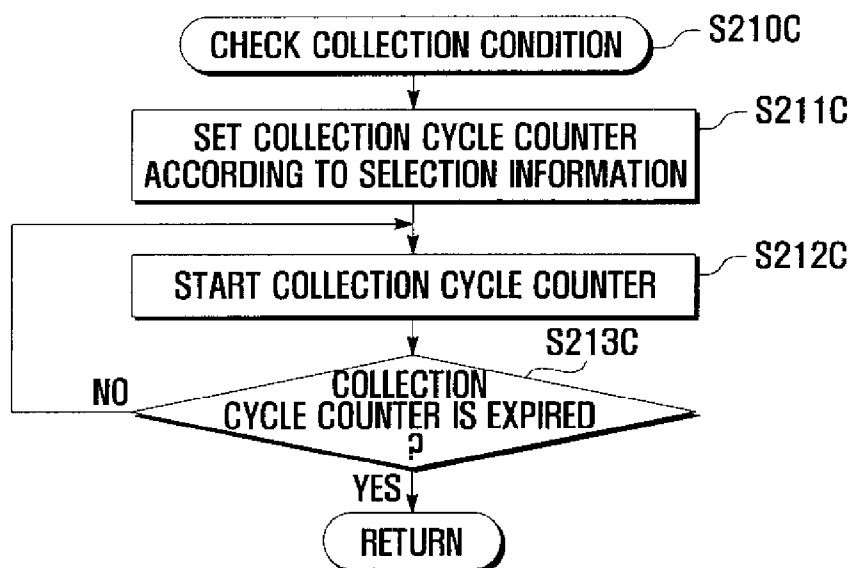 CHECK COLLECTION CONDITION
S210C
SET COLLECTION CYCLE COUNTER
ACCORDING TO SELECTION INFORMATION
S211C
START COLLECTION CYCLE COUNTER
S212C
S213C
COLLECTION
CYCLE COUNTER IS EXPIRED
?
NO
YES
RETURN